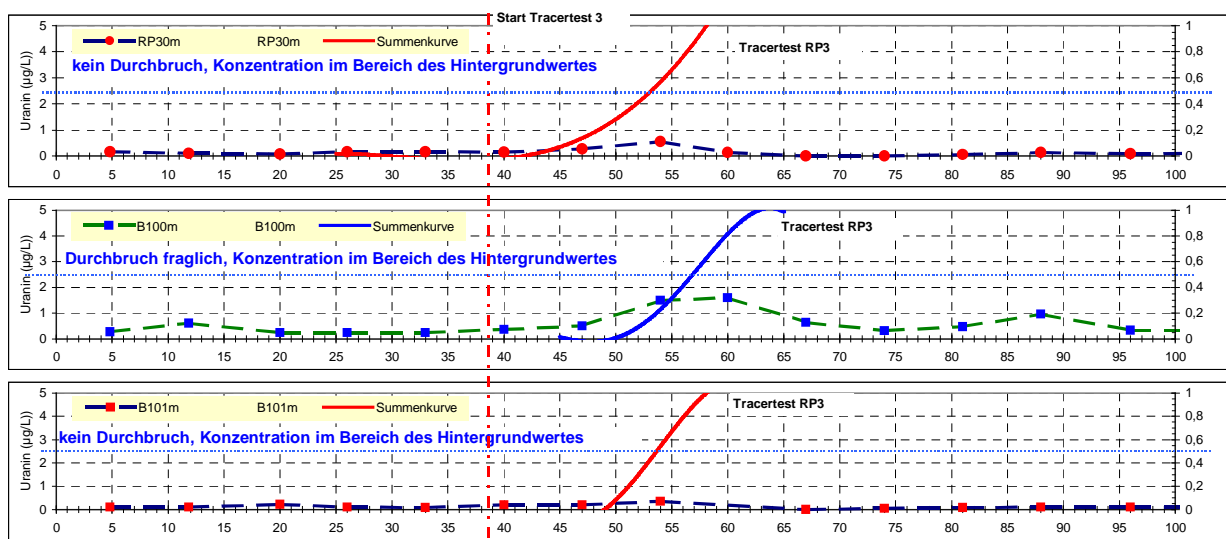 Start Tracertest 3
5 1
RP30m RP30m Summenkurve
Tracertest RP3
4 0,8
kein Durchbruch, Konzentration im Bereich des Hintergrundwertes
3 0,6
2 0,4
1 0,2
0 0
Uranin (µg/L))
0 5 10 15 20 25 30 35 40 45 50 55 60 65 70 75 80 85 90 95 100
5 1
B100m B100m Summenkurve
Tracertest RP3
4 0,8
Durchbruch fraglich, Konzentration im Bereich des Hintergrundwertes
3 0,6
2 0,4
1 0,2
0 0
Uranin (µg/L))
0 5 10 15 20 25 30 35 40 45 50 55 60 65 70 75 80 85 90 95 100
5 1
B101m B101m Summenkurve
Tracertest RP3
4 0,8
kein Durchbruch, Konzentration im Bereich des Hintergrundwertes
3 0,6
2 0,4
1 0,2
0 0
Uranin (µg/L))
0 5 10 15 20 25 30 35 40 45 50 55 60 65 70 75 80 85 90 95 100